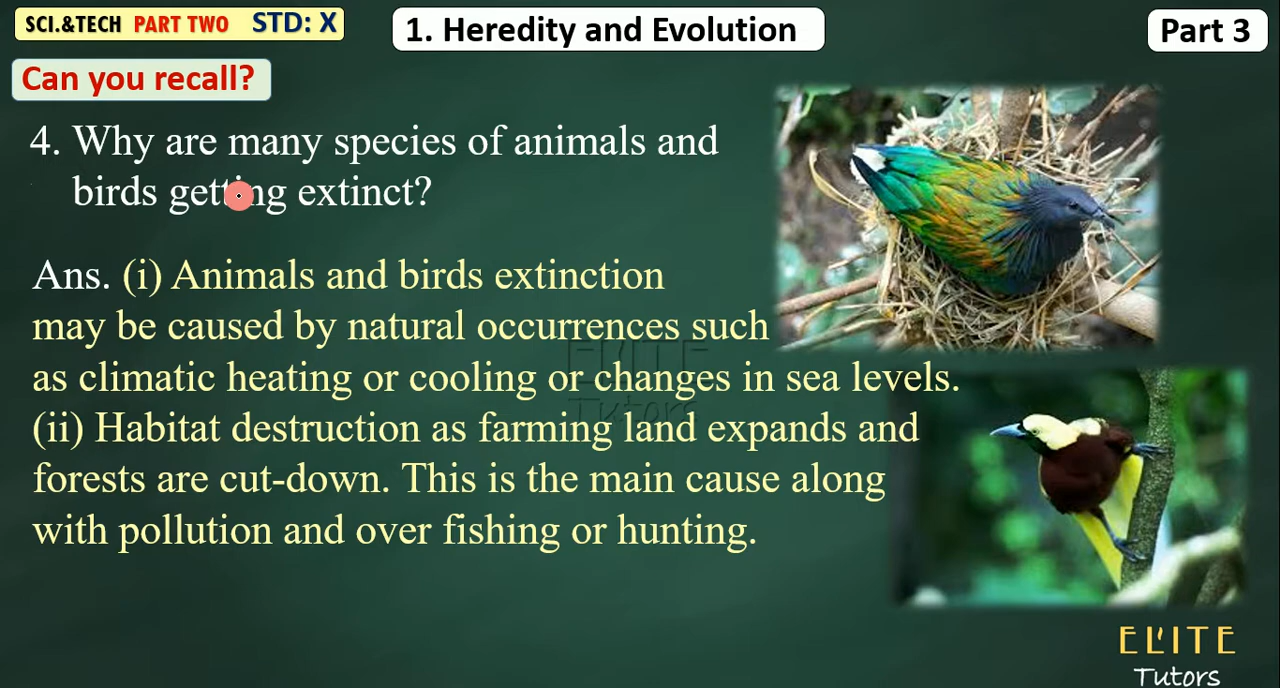 SCI.&TECH PART TWO STD: X
1. Heredity and Evolution
Part 3
Can you recall?
4. Why are many species of animals and
birds getting extinct?
Ans. (i) Animals and birds extinction
may be caused by natural occurrences such
as climatic heating or cooling or changes in sea levels.
(ii) Habitat destruction as farming land expands and
forests are cut-down. This is the main cause along
with pollution and over fishing or hunting.
ELITE
Tutors
ELITE
Tutors